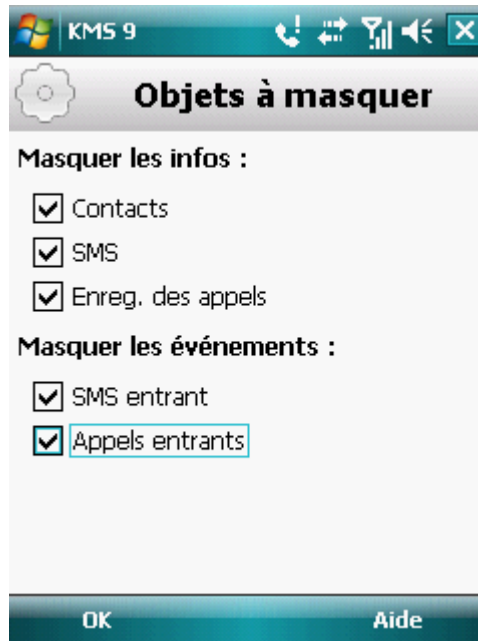 KMS 9
Objets à masquer
Masquer les infos :
Contacts
SMS
Enreg. des appels
Masquer les événements :
SMS entrant
Appels entrants
OK Aide